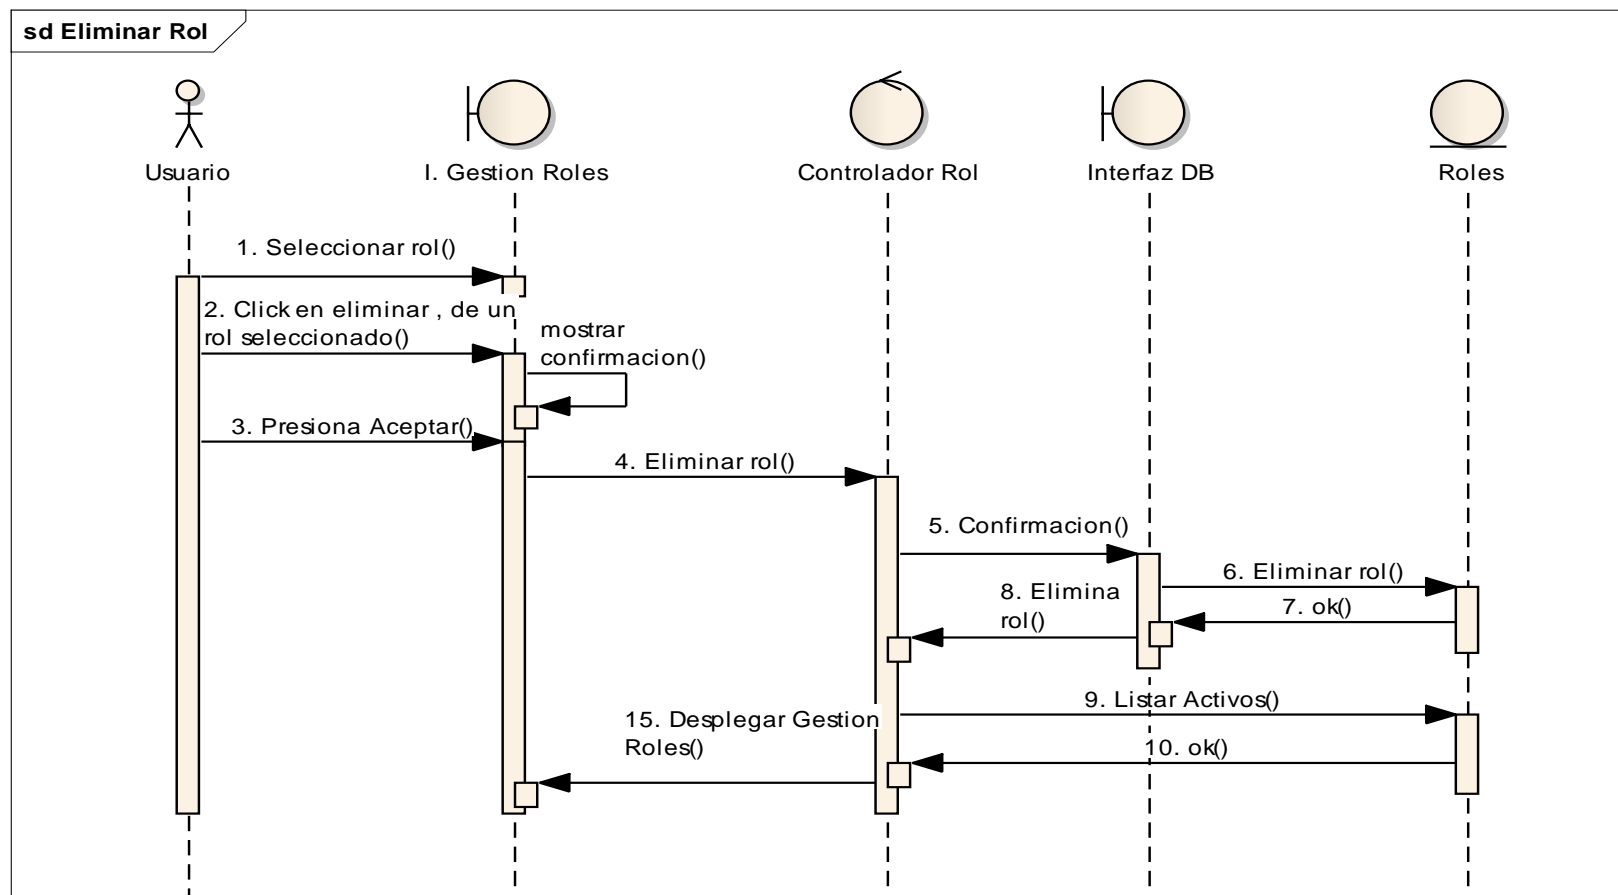 sd Eliminar Rol
Usuario
I. Gestion Roles
Controlador Rol
Interfaz DB
Roles
1. Seleccionar rol()
2. Click en eliminar , de un
rol seleccionado()
mostrar
confirmacion()
3. Presiona Aceptar()
4. Eliminar rol()
5. Confirmacion()
6. Eliminar rol()
7. ok()
8. Elimina
rol()
9. Listar Activos()
10. ok()
15. Desplegar Gestion
Roles()